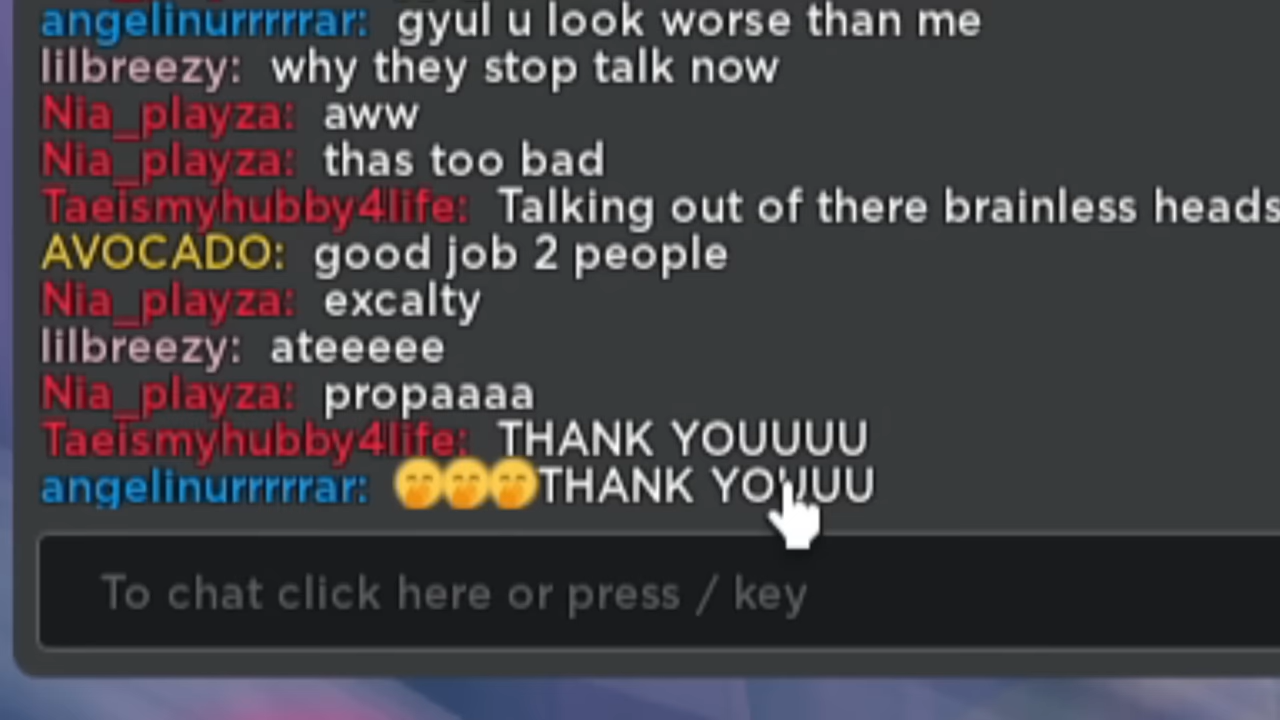 angelinurrrrrar: gyul u look worse than me
lilbreezy: why they stop talk now
Nia_playza: aww
Nia_playza: thas too bad
Taeismyhubby4life: Talking out of there brainless heads
AVOCADO: good job 2 people
Nia_playza: excalty
lilbreezy: ateeeee
Nia_playza: propaaaa
Taeismyhubby4life: THANK YOUUUU
angelinurrrrrar: 🤭🤭🤭THANK YOUUU
To chat click here or press / key